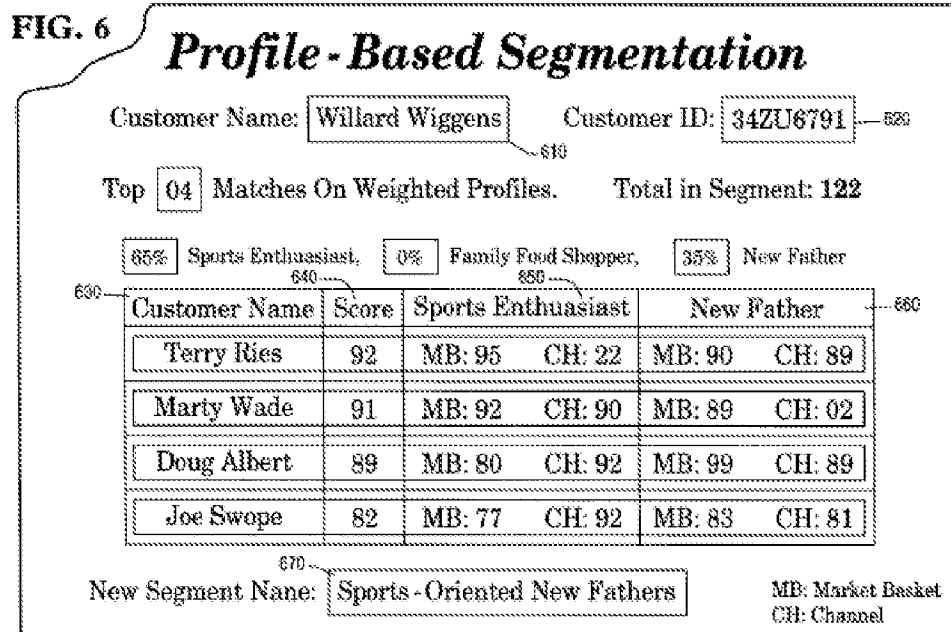 FIG. 6
Profile-Based Segmentation
Customer Name: Willard Wiggens Customer ID: 34ZU6791 620
610
Top 04 Matches On Weighted Profiles. Total in Segment: 122
65% Sports Enthuasiast, 0% Family Food Shopper, 35% New Father
630 640 650 660
Customer Name Score Sports Enthuasiast New Father
Terry Ries 92 MB: 95 CH: 22 MB: 90 CH: 89
Marty Wade 91 MB: 92 CH: 90 MB: 89 CH: 02
Doug Albert 89 MB: 80 CH: 92 MB: 99 CH: 89
Joe Swope 82 MB: 77 CH: 92 MB: 83 CH: 81
670
New Segment Nane: Sports-Oriented New Fathers
MB: Market Basket
CH: Channel